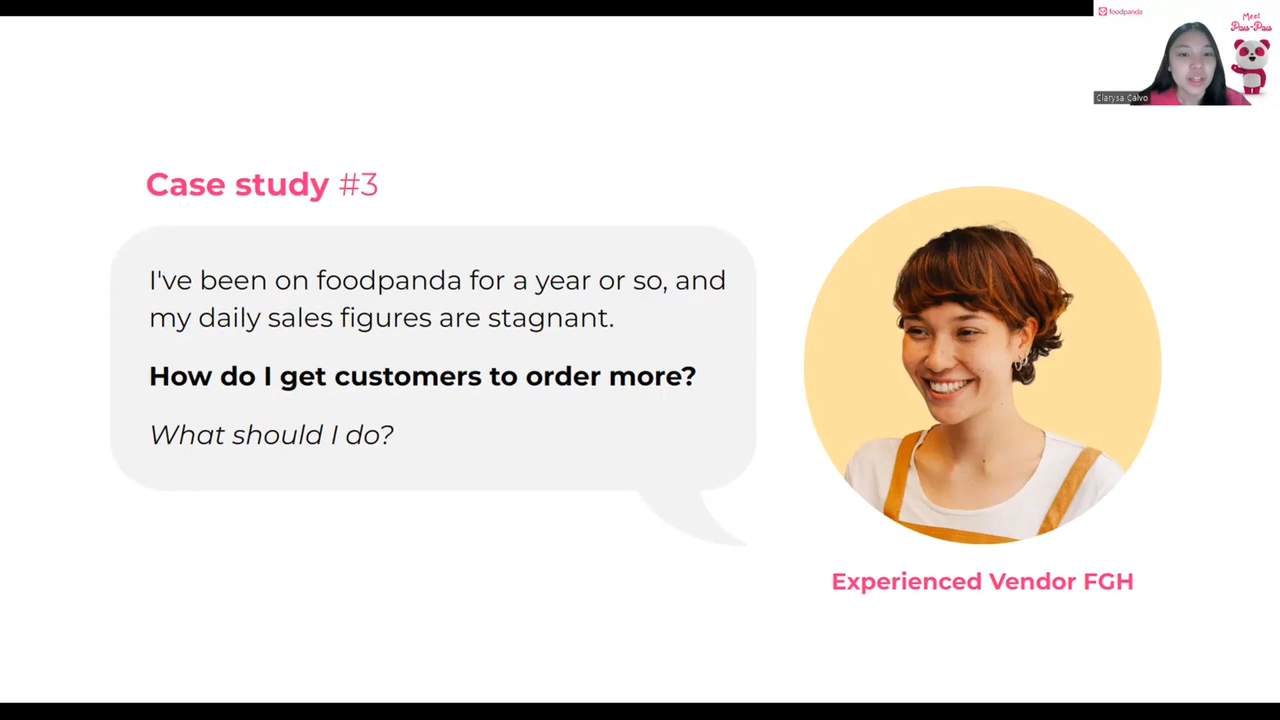 foodpanda
Meet
Pau-Pau
Clarysa Calvo
Case study #3
I've been on foodpanda for a year or so, and
my daily sales figures are stagnant.
How do I get customers to order more?
What should I do?
Experienced Vendor FGH